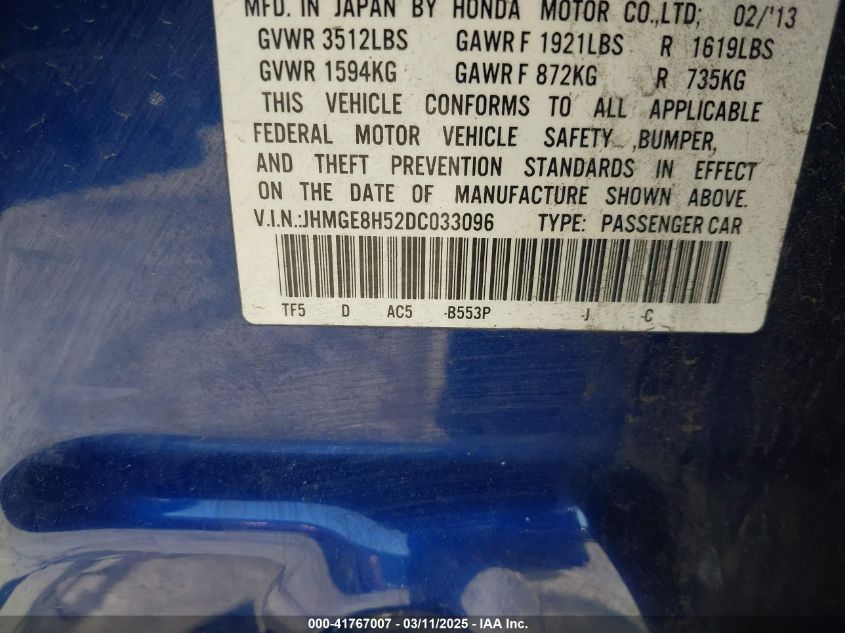 MFD. IN JAPAN BY HONDA MOTOR CO.,LTD; 02/'13
GVWR 3512LBS GAWR F 1921LBS R 1619LBS
GVWR 1594KG GAWR F 872KG R 735KG
THIS VEHICLE CONFORMS TO ALL APPLICABLE
FEDERAL MOTOR VEHICLE SAFETY ,BUMPER,
AND THEFT PREVENTION STANDARDS IN EFFECT
ON THE DATE OF MANUFACTURE SHOWN ABOVE.
V.I.N.:JHMGE8H52DC033096 TYPE: PASSENGER CAR
TF5 D AC5 -B553P -J -C
000-41767007 - 03/11/2025 - IAA Inc.